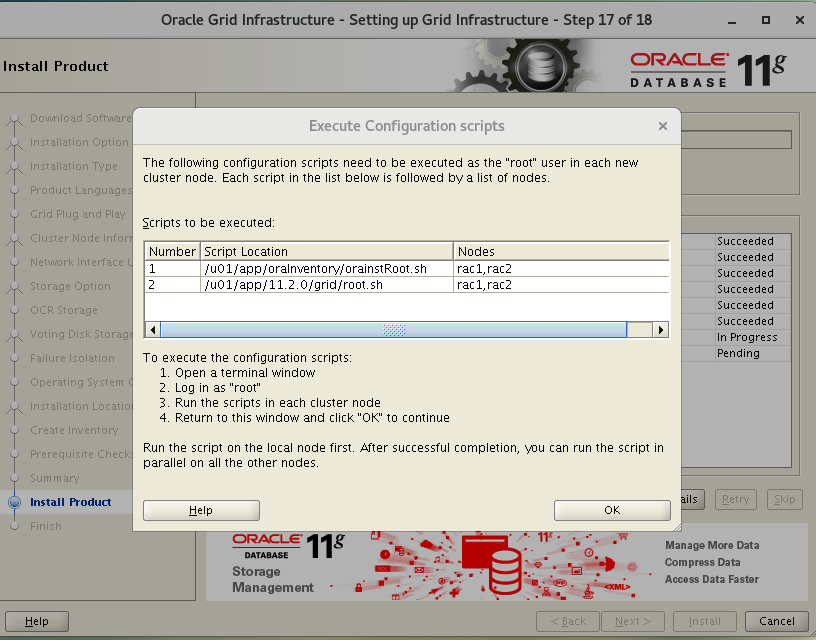 Oracle Grid Infrastructure - Setting up Grid Infrastructure - Step 17 of 18
Install Product
ORACLE
DATABASE
11g
Download Software
Installation Option
Installation Type
Product Languages
Grid Plug and Play
Cluster Node Infor
Network Interface U
Storage Option
OCR Storage
Voting Disk Storage
Failure Isolation
Operating System
Installation Location
Create Inventory
Prerequisite Checks
Summary
Install Product
Finish
Execute Configuration scripts
The following configuration scripts need to be executed as the "root" user in each new
cluster node. Each script in the list below is followed by a list of nodes.
Scripts to be executed:
Number Script Location Nodes
1 /u01/app/oraInventory/orainstRoot.sh rac1,rac2
2 /u01/app/11.2.0/grid/root.sh rac1,rac2
To execute the configuration scripts:
1. Open a terminal window
2. Log in as "root"
3. Run the scripts in each cluster node
4. Return to this window and click "OK" to continue
Run the script on the local node first. After successful completion, you can run the script in
parallel on all the other nodes.
Help OK
Succeeded
Succeeded
Succeeded
Succeeded
Succeeded
Succeeded
In Progress
Pending
ails Retry Skip
ORACLE
DATABASE
11g
Storage
Management
11g
<XML>
Manage More Data
Compress Data
Access Data Faster
Help < Back Next > Install Cancel